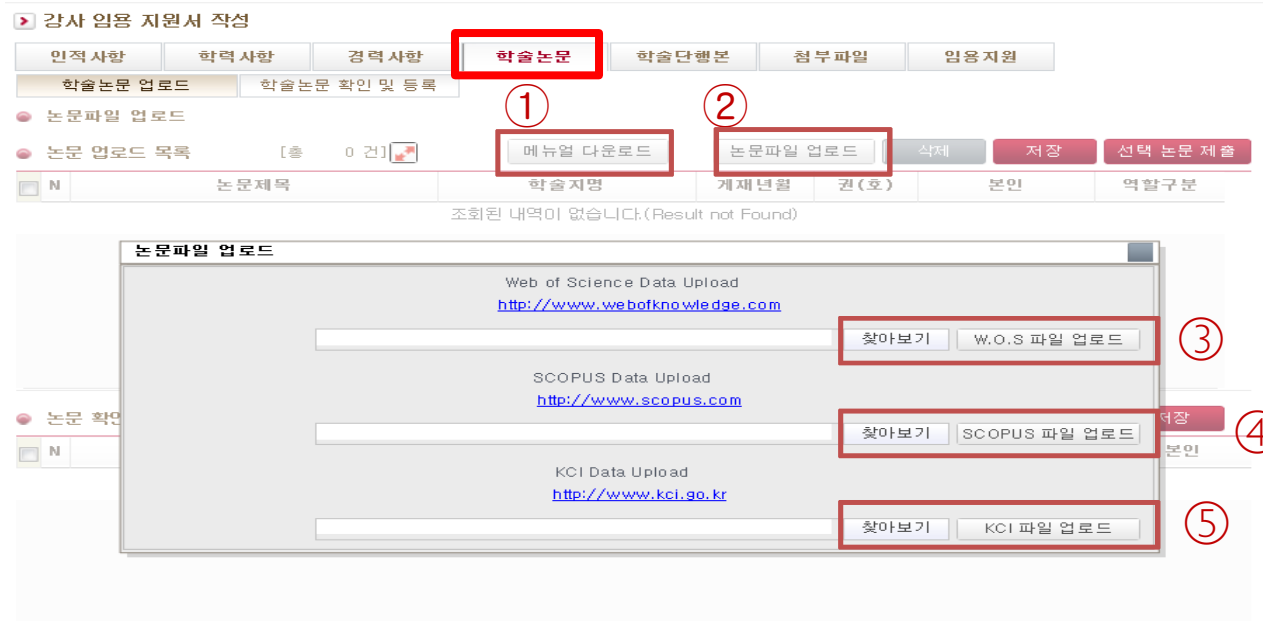 강사 임용 지원서 작성
인적사항 학력사항 경력사항 학술논문 학술단행본 첨부파일 임용지원
학술논문 업로드 학술논문 확인 및 등록
논문파일 업로드 ① ②
논문 업로드 목록 [총 0 건] 메뉴얼 다운로드 논문파일 업로드 삭제 저장 선택 논문 제출
N 논문제목 학술지명 게재년월 권(호) 본인 역할구분
조회된 내역이 없습니다.(Result not Found)
논문파일 업로드
Web of Science Data Upload
http://www.webofknowledge.com
찾아보기 W.O.S 파일 업로드 ③
SCOPUS Data Upload
http://www.scopus.com
논문 확인 저장
찾아보기 SCOPUS 파일 업로드 ④
N 본인
KCI Data Upload
http://www.kci.go.kr
찾아보기 KCI 파일 업로드 ⑤